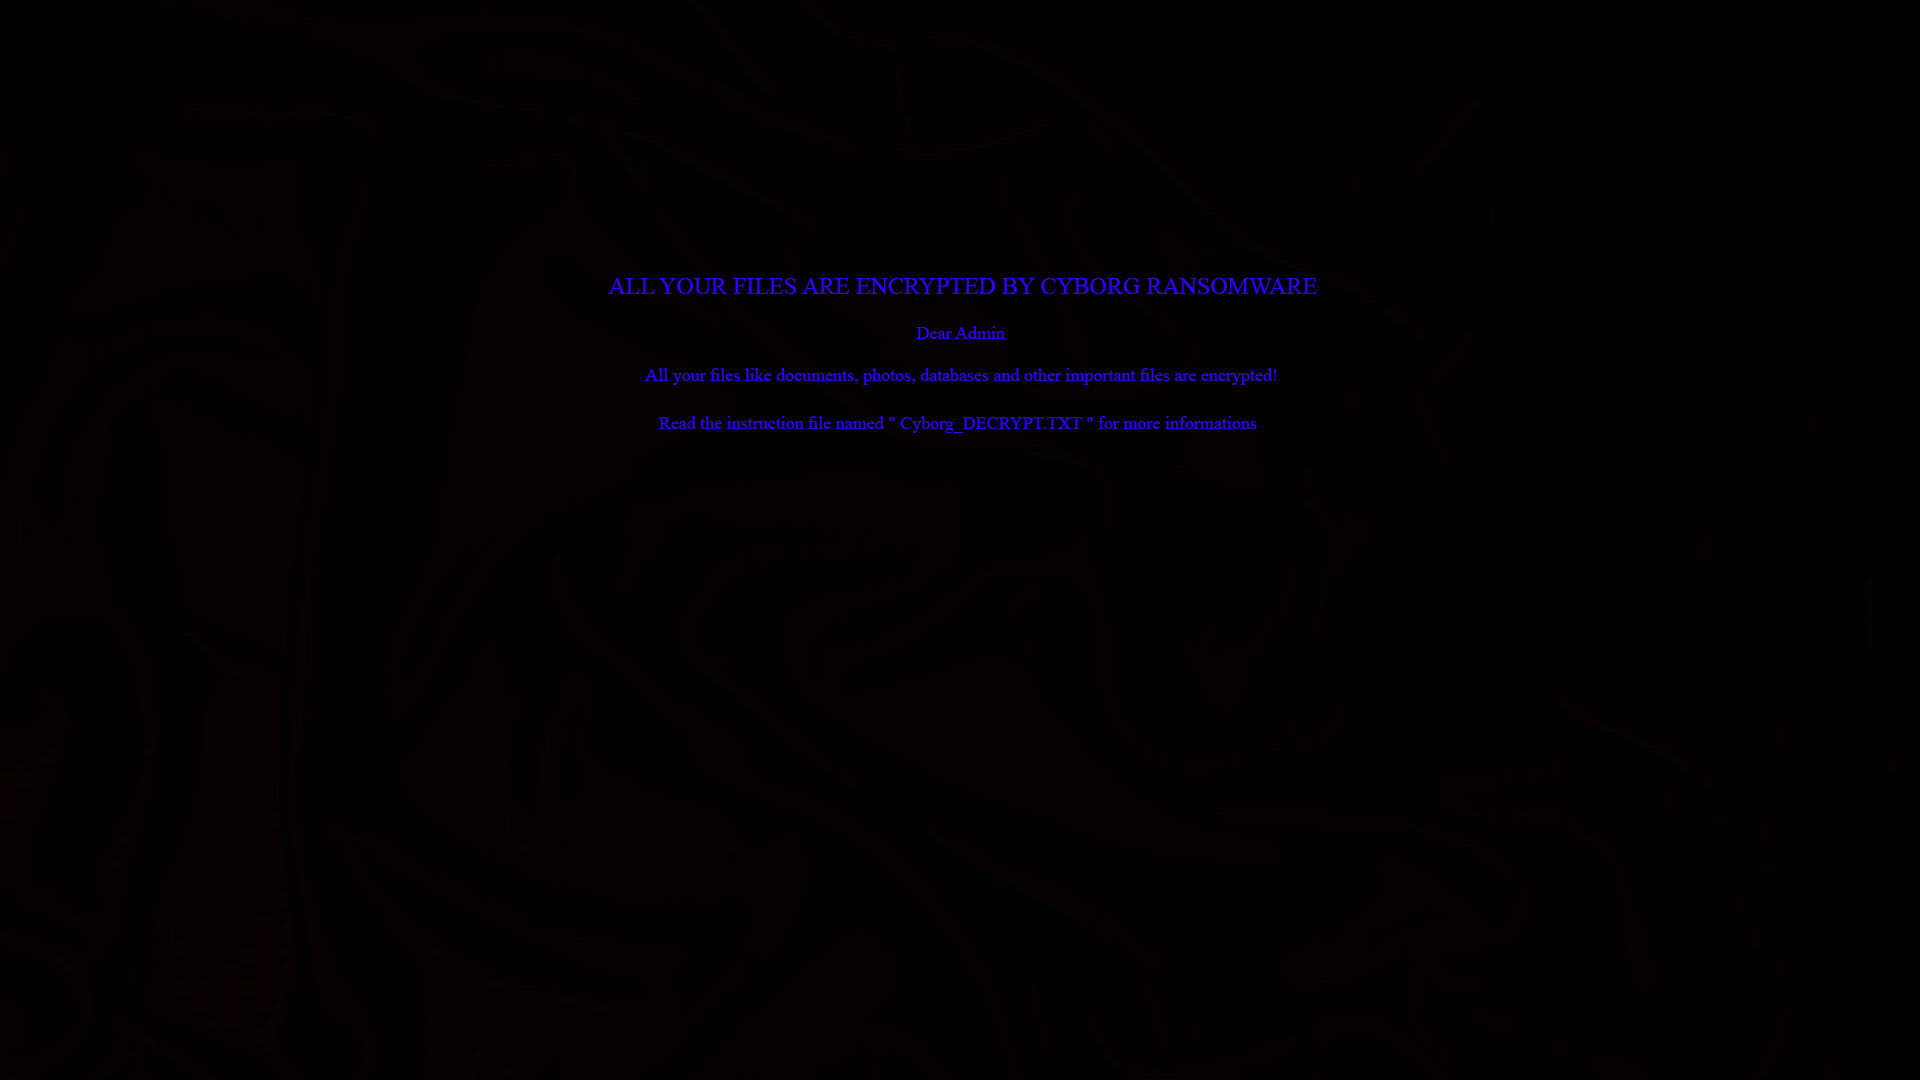 ALL YOUR FILES ARE ENCRYPTED BY CYBORG RANSOMWARE
Dear Admin
All your files like documents, photos, databases and other important files are encrypted!
Read the instruction file named " Cyborg_DECRYPT.TXT " for more informations